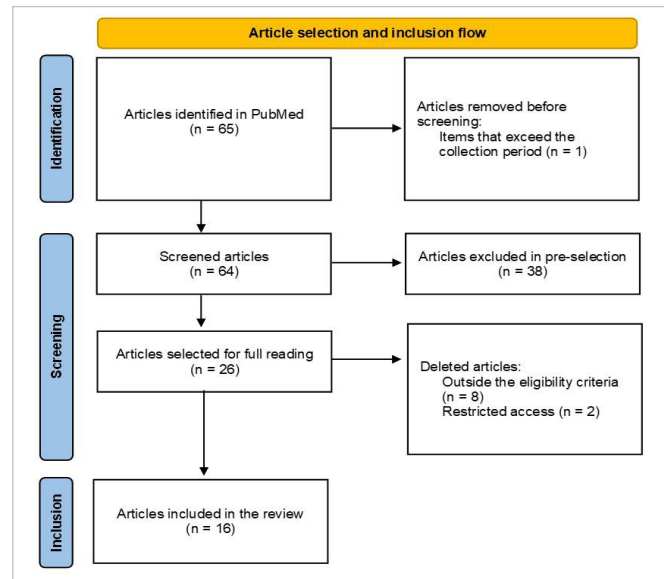 Article selection and inclusion flow
Identification
Articles identified in PubMed
(n = 65)
Articles removed before
screening:
Items that exceed the
collection period (n = 1)
Screening
Screened articles
(n = 64)
Articles excluded in pre-selection
(n = 38)
Articles selected for full reading
(n = 26)
Deleted articles:
Outside the eligibility criteria
(n = 8)
Restricted access (n = 2)
Inclusion
Articles included in the review
(n = 16)